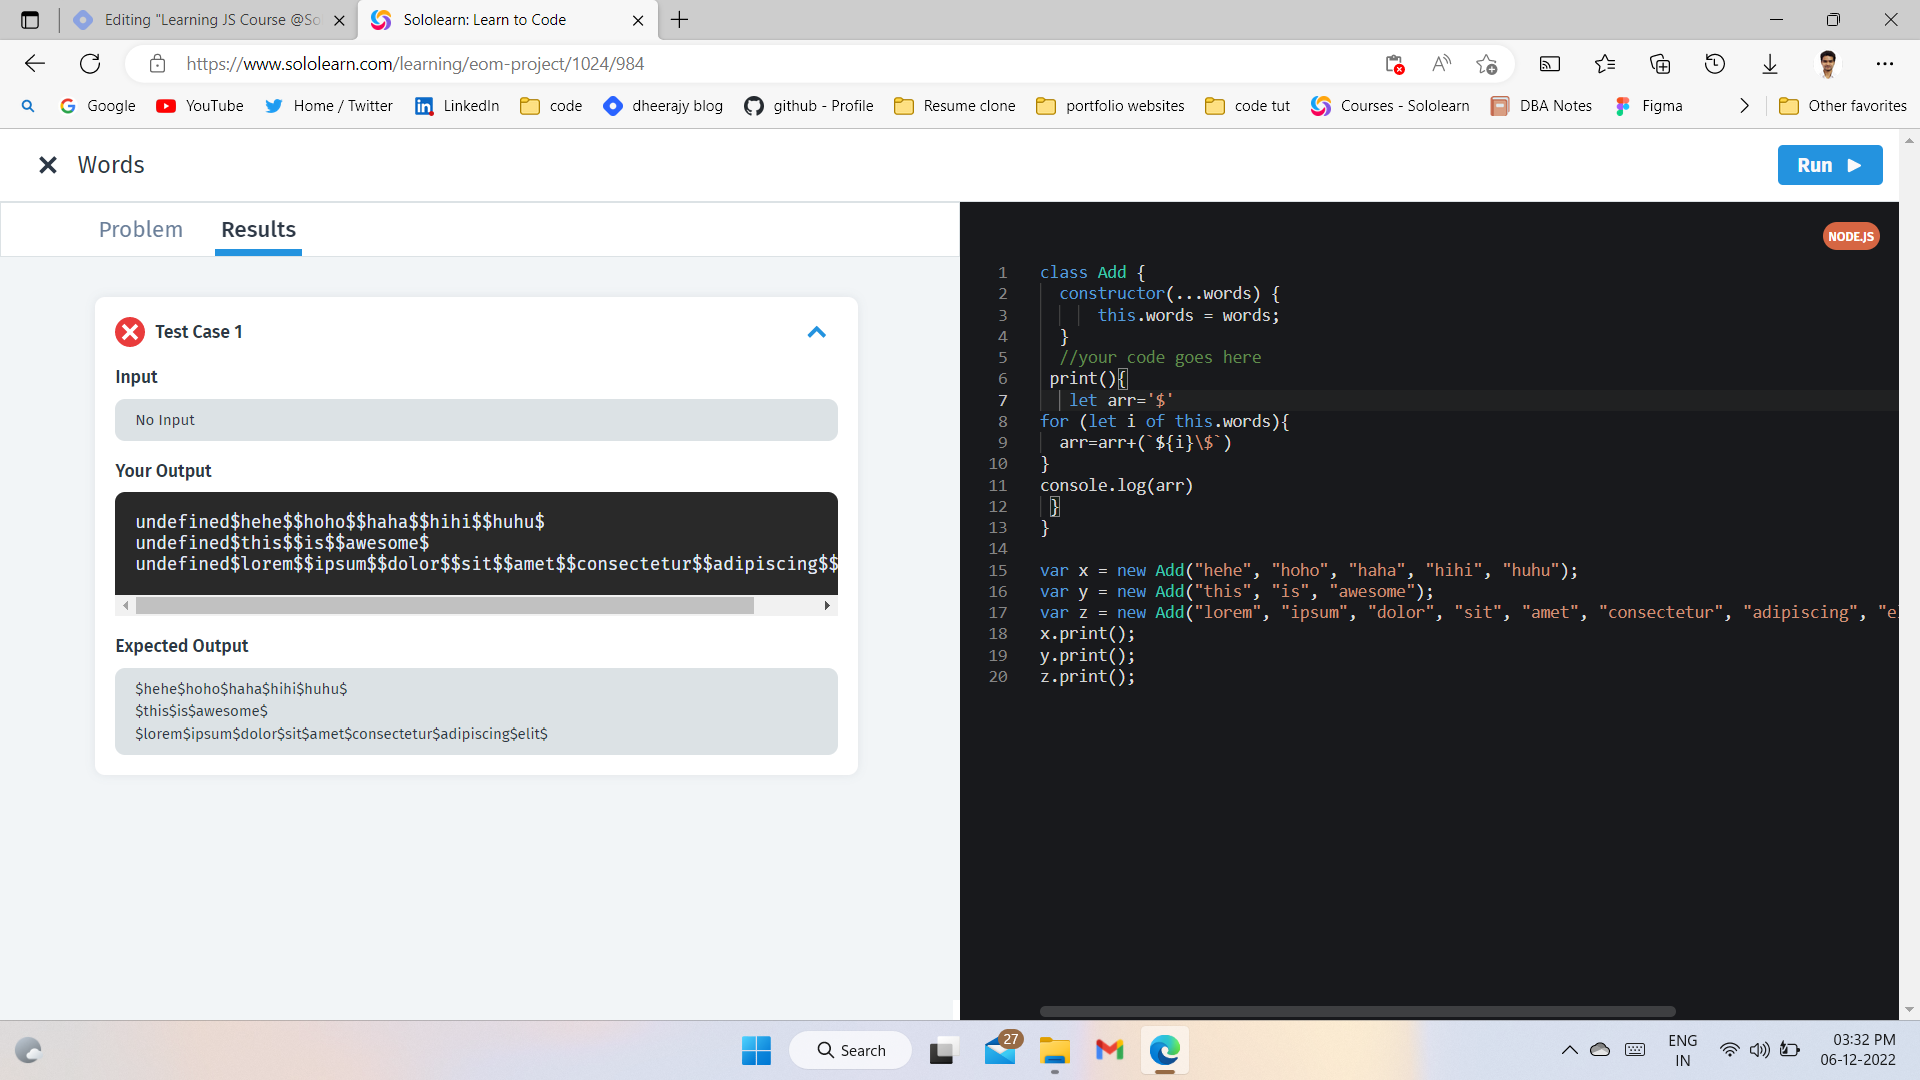 Editing "Learning JS Course @So
Sololearn: Learn to Code
https://www.sololearn.com/learning/eom-project/1024/984
Google
YouTube
Home / Twitter
LinkedIn
code
dheerajy blog
github - Profile
Resume clone
portfolio websites
code tut
Courses - Sololearn
DBA Notes
Figma
Other favorites
Words
Run
Problem
Results
Test Case 1
Input
No Input
Your Output
undefined$hehe$$hoho$$haha$$hihi$$huhu$
undefined$this$$is$$awesome$
undefined$lorem$$ipsum$$dolor$$sit$$amet$$consectetur$$adipiscing$$
Expected Output
$hehe$hoho$haha$hihi$huhu$
$this$is$awesome$
$lorem$ipsum$dolor$sit$amet$consectetur$adipiscing$elit$
NODE.JS
1 class Add {
2 constructor(...words) {
3 this.words = words;
4 }
5 //your code goes here
6 print(){
7 let arr='$'
8 for (let i of this.words){
9 arr=arr+(`${i}\$`)
10 }
11 console.log(arr)
12 }
13 }
14
15 var x = new Add("hehe", "hoho", "haha", "hihi", "huhu");
16 var y = new Add("this", "is", "awesome");
17 var z = new Add("lorem", "ipsum", "dolor", "sit", "amet", "consectetur", "adipiscing", "el
18 x.print();
19 y.print();
20 z.print();
Search
27
ENG
IN
03:32 PM
06-12-2022